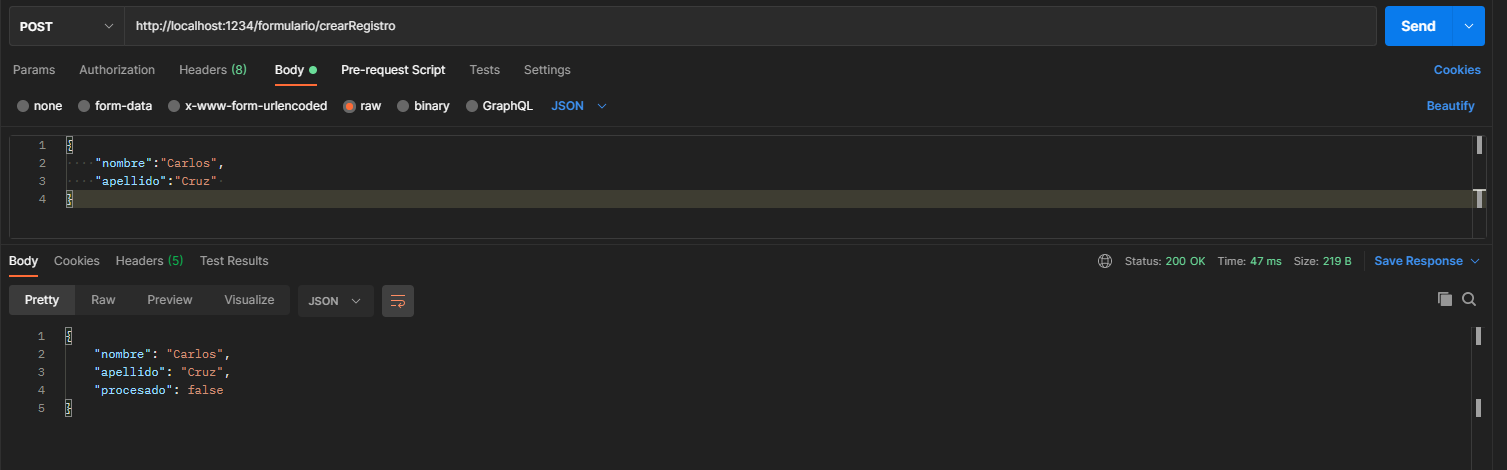 POST http://localhost:1234/formulario/crearRegistro Send
Params Authorization Headers (8) Body Pre-request Script Tests Settings Cookies
none form-data x-www-form-urlencoded raw binary GraphQL JSON Beautify
1 {
2 "nombre":"Carlos",
3 "apellido":"Cruz"
4 }
Body Cookies Headers (5) Test Results Status: 200 OK Time: 47 ms Size: 219 B Save Response
Pretty Raw Preview Visualize JSON
1 {
2 "nombre": "Carlos",
3 "apellido": "Cruz",
4 "procesado": false
5 }